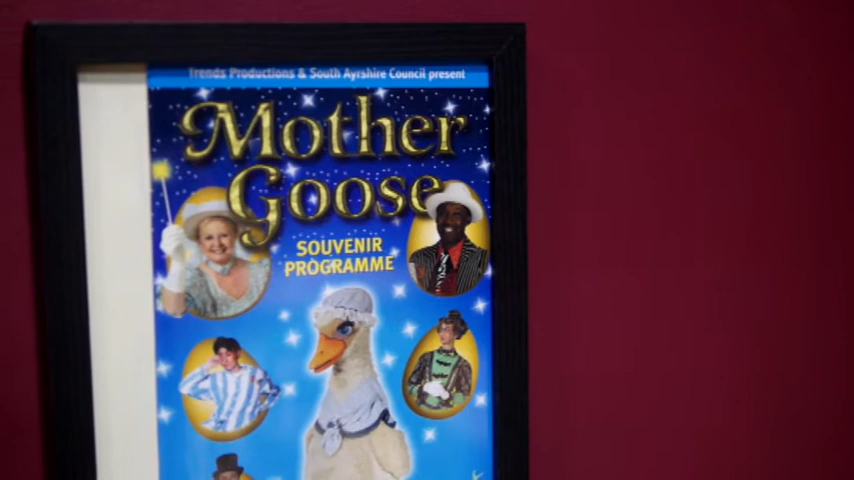 Trends Productions & South Ayrshire Council present
Mother
Goose
SOUVENIR
PROGRAMME